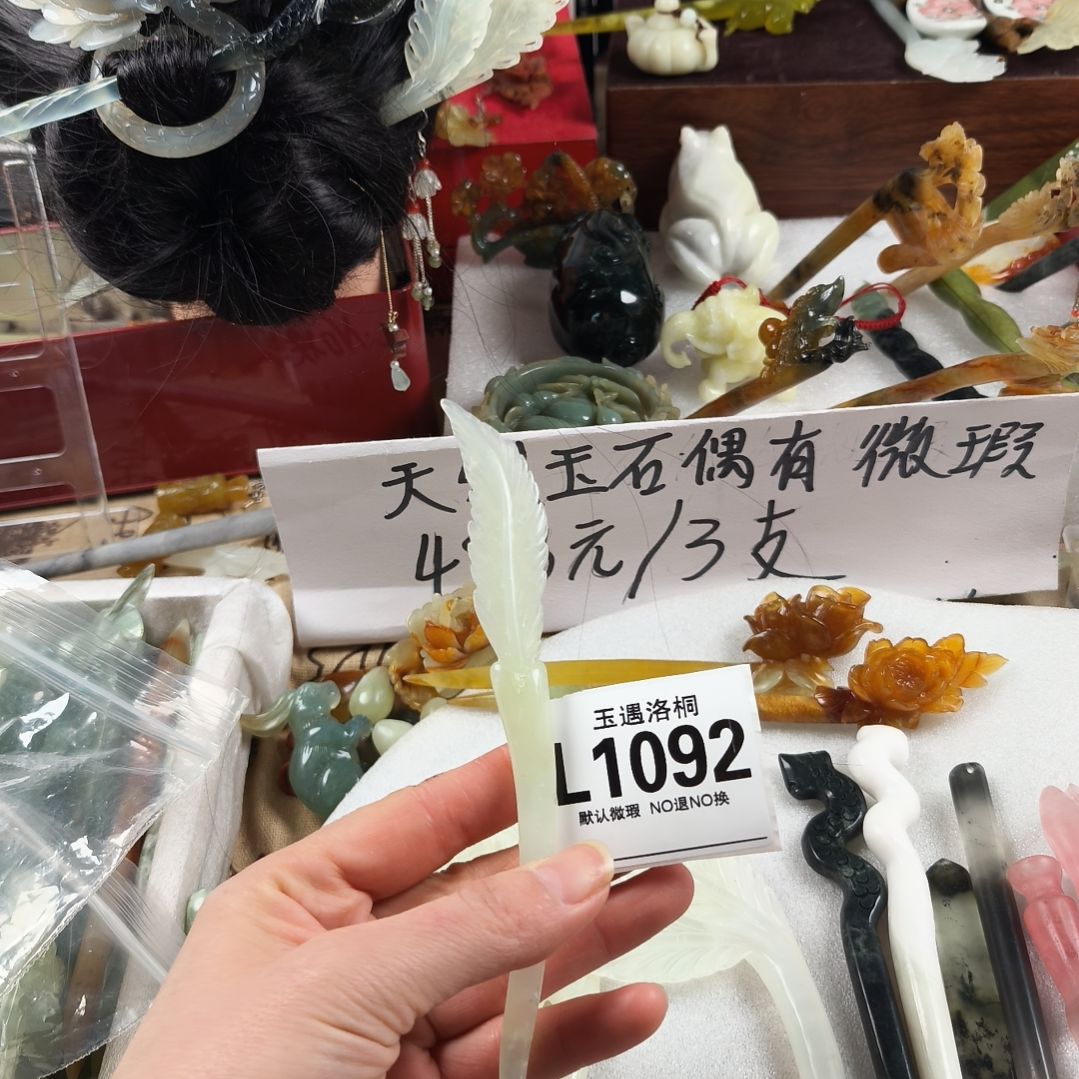 天 玉石偶有微瑕
4 元/3支
玉遇洛桐
L1092
默认微瑕 NO退NO换